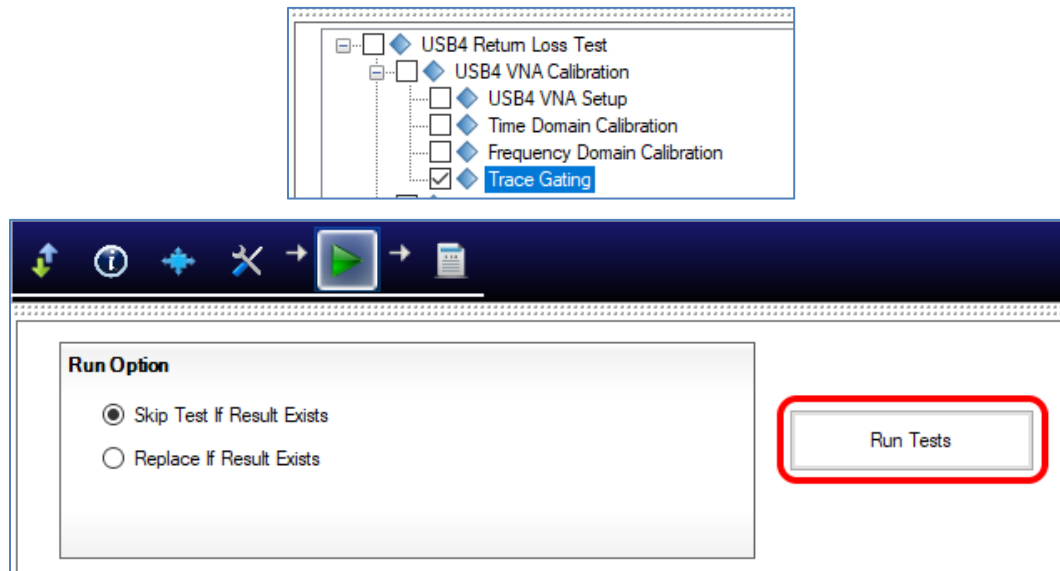 USB4 Return Loss Test
USB4 VNA Calibration
USB4 VNA Setup
Time Domain Calibration
Frequency Domain Calibration
Trace Gating
Run Option
Skip Test If Result Exists
Replace If Result Exists
Run Tests